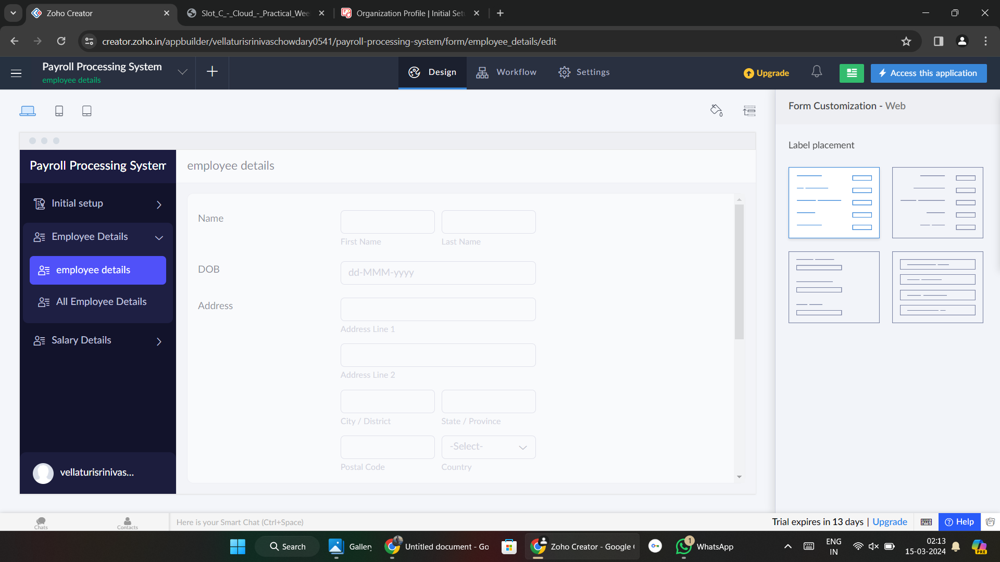 Zoho Creator
Slot_C_-_Cloud_-_Practical_Wee
Organization Profile | Initial Set
creator.zoho.in/appbuilder/vellaturisrinivaschowdary0541/payroll-processing-system/form/employee_details/edit
Payroll Processing System
employee details
Design
Workflow
Settings
Upgrade
Access this application
Form Customization - Web
Label placement
Payroll Processing System
Initial setup
Employee Details
employee details
All Employee Details
Salary Details
vellaturisrinivas...
employee details
Name
First Name
Last Name
DOB
dd-MMM-yyyy
Address
Address Line 1
Address Line 2
City / District
State / Province
-Select-
Postal Code
Country
Chats
Contacts
Here is your Smart Chat (Ctrl+Space)
Trial expires in 13 days | Upgrade
Help
Search
Gallery
Untitled document - Go
Zoho Creator - Google
1
WhatsApp
ENG
IN
02:13
15-03-2024
PRE